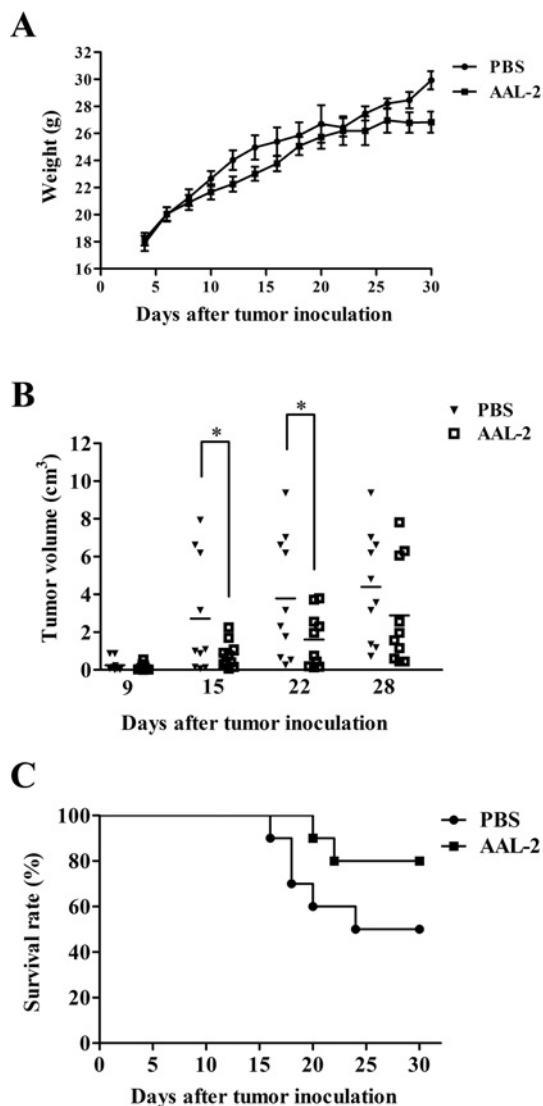 A
32
30
28
26
24
22
20
18
16
Weight (g)
0 5 10 15 20 25 30
Days after tumor inoculation
PBS
AAL-2
B
12
10
8
6
4
2
0
Tumor volume (cm³)
* *
9 15 22 28
Days after tumor inoculation
PBS
AAL-2
C
100
80
60
40
20
0
Survival rate (%)
0 5 10 15 20 25 30
Days after tumor inoculation
PBS
AAL-2